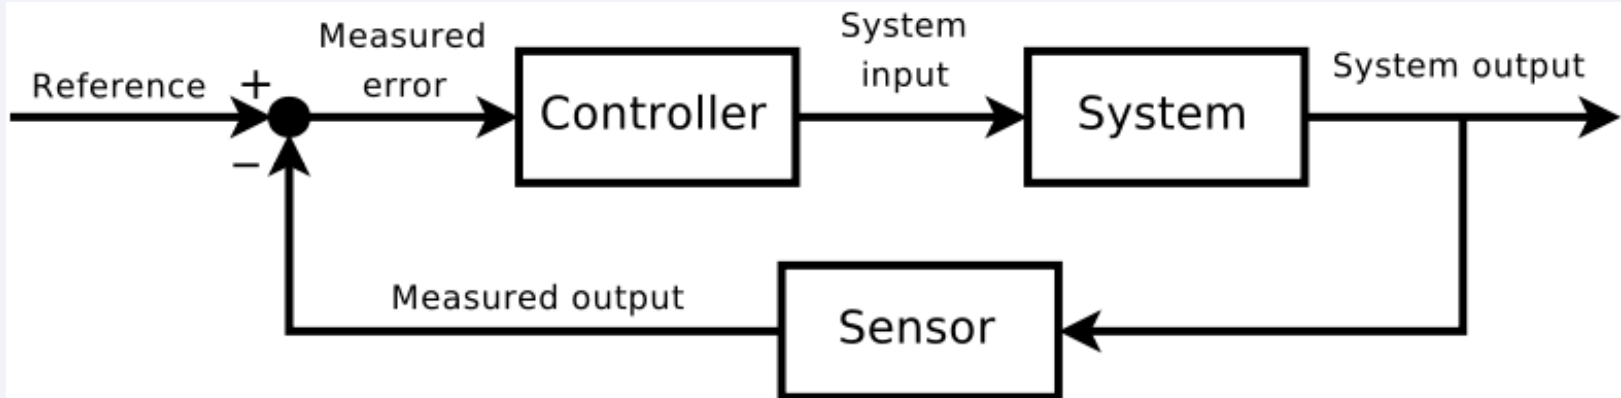 Reference
+
−
Measured
error
Controller
System
input
System
System output
Measured output
Sensor